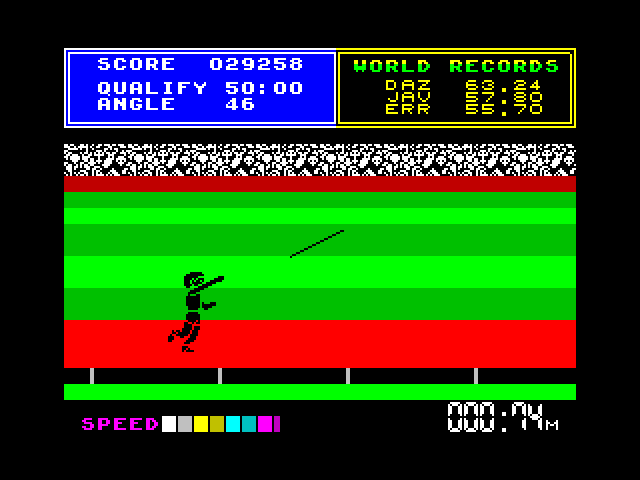 SCORE 029258
QUALIFY 50:00
ANGLE 46
WORLD RECORDS
DAZ 63.24
JAV 57.80
ERR 55.70
SPEED
000:74M